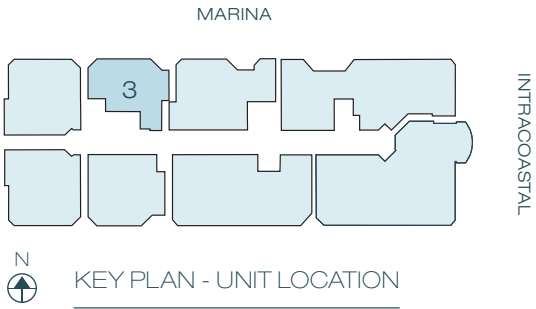 MARINA
3
INTRACOASTAL
N
KEY PLAN - UNIT LOCATION